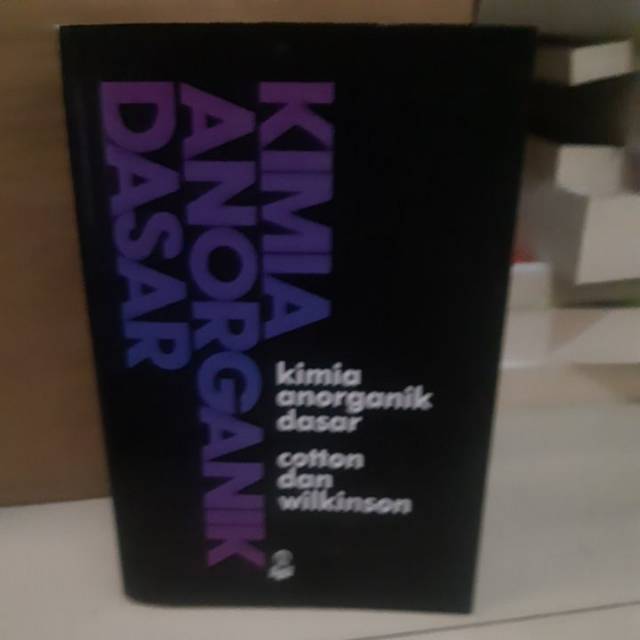 KIMIA
ANORGANIK
DASAR
kimia
anorganik
dasar
cotton
dan
wilkinson